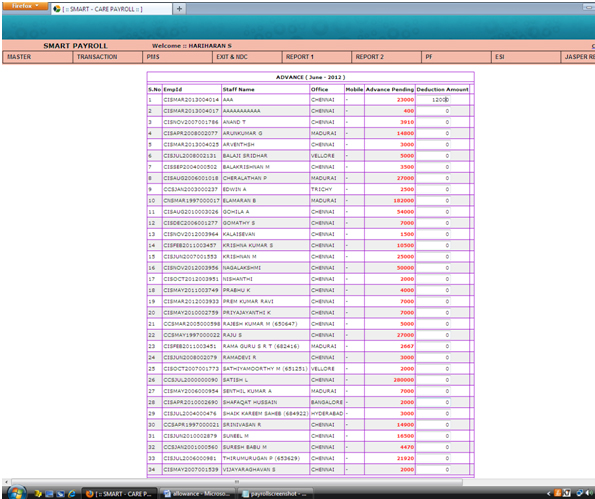 Firefox
[ :: SMART - CARE PAYROLL :: ]
SMART PAYROLL Welcome :: HARIHARAN S
MASTER TRANSACTION PMS EXIT & NDC REPORT 1 REPORT 2 PF ESI JASPER RE
ADVANCE ( June - 2012 )
S.No EmpId Staff Name Office Mobile Advance Pending Deduction Amount
1 CISMAR2013004014 AAA CHENNAI - 23000 12000
2 CISMAR2013004017 AAAAAAAAAAA CHENNAI - 400 0
3 CISNOV2007001786 ANAND T CHENNAI - 3910 0
4 CISAPR2008002077 ARUNKUMAR G MADURAI - 14800 0
5 CISMAR2013004025 ARVENTHSH CHENNAI - 3000 0
6 CISJUL2008002131 BALAJI SRIDHAR VELLORE - 5000 0
7 CISSEP2004000502 BALAKRISHNAN M CHENNAI - 3500 0
8 CISAUG2006001018 CHERALATHAN P MADURAI - 27000 0
9 CCSJAN2003000237 EDWIN A TRICHY - 2500 0
10 CNSMAR1997000017 ELAMARAN B MADURAI - 182000 0
11 CISAUG2010003026 GOHILA A CHENNAI - 54000 0
12 CISDEC2006001277 GOMATHY S CHENNAI - 7000 0
13 CISNOV2012003964 KALAISEVAN CHENNAI - 1500 0
14 CISFEB2011003457 KRISHNA KUMAR S CHENNAI - 10500 0
15 CISJUN2007001553 KRISHNAN M CHENNAI - 25000 0
16 CISNOV2012003956 NAGALAKSHMI CHENNAI - 50000 0
17 CISOCT2012003951 NISHANTHI CHENNAI - 2000 0
18 CISMAY2011003749 PRABHU K CHENNAI - 4000 0
19 CISMAR2012003933 PREM KUMAR RAVI CHENNAI - 7000 0
20 CISMAY2010002759 PRIYAJAYANTHI K CHENNAI - 7000 0
21 CCSMAR2005000598 RAJESH KUMAR M (650647) CHENNAI - 5000 0
22 CCSMAY1997000022 RAJU S CHENNAI - 27000 0
23 CISFEB2011003451 RAMA GURU S R T (682416) MADURAI - 2667 0
24 CISJUN2008002079 RAMADEVI R CHENNAI - 3000 0
25 CISOCT2007001773 SATHIYAMOORTHY M (651251) VELLORE - 2000 0
26 CCSJUL2000000090 SATISH L CHENNAI - 280000 0
27 CISMAY2006000954 SENTHIL KUMAR A MADURAI - 7000 0
28 CISAPR2010002690 SHAFAQAT HUSSAIN BANGALORE - 2000 0
29 CISJUL2004000476 SHAIK KAREEM SAHEB (684922) HYDERABAD - 3000 0
30 CCSAPR1997000021 SRINIVASAN R CHENNAI - 14000 0
31 CISJUN2010002879 SUNEEL M CHENNAI - 16500 0
32 CCSJAN2001000560 SURESH BABU M CHENNAI - 4470 0
33 CISJUL2006000981 THIRUMURUGAN P (653629) CHENNAI - 21920 0
34 CISMAY2007001539 VIJAYARAGHAVAN S CHENNAI - 2000 0
:: SMART - CARE P... allowance - Microso... payrollscreenshot - ...